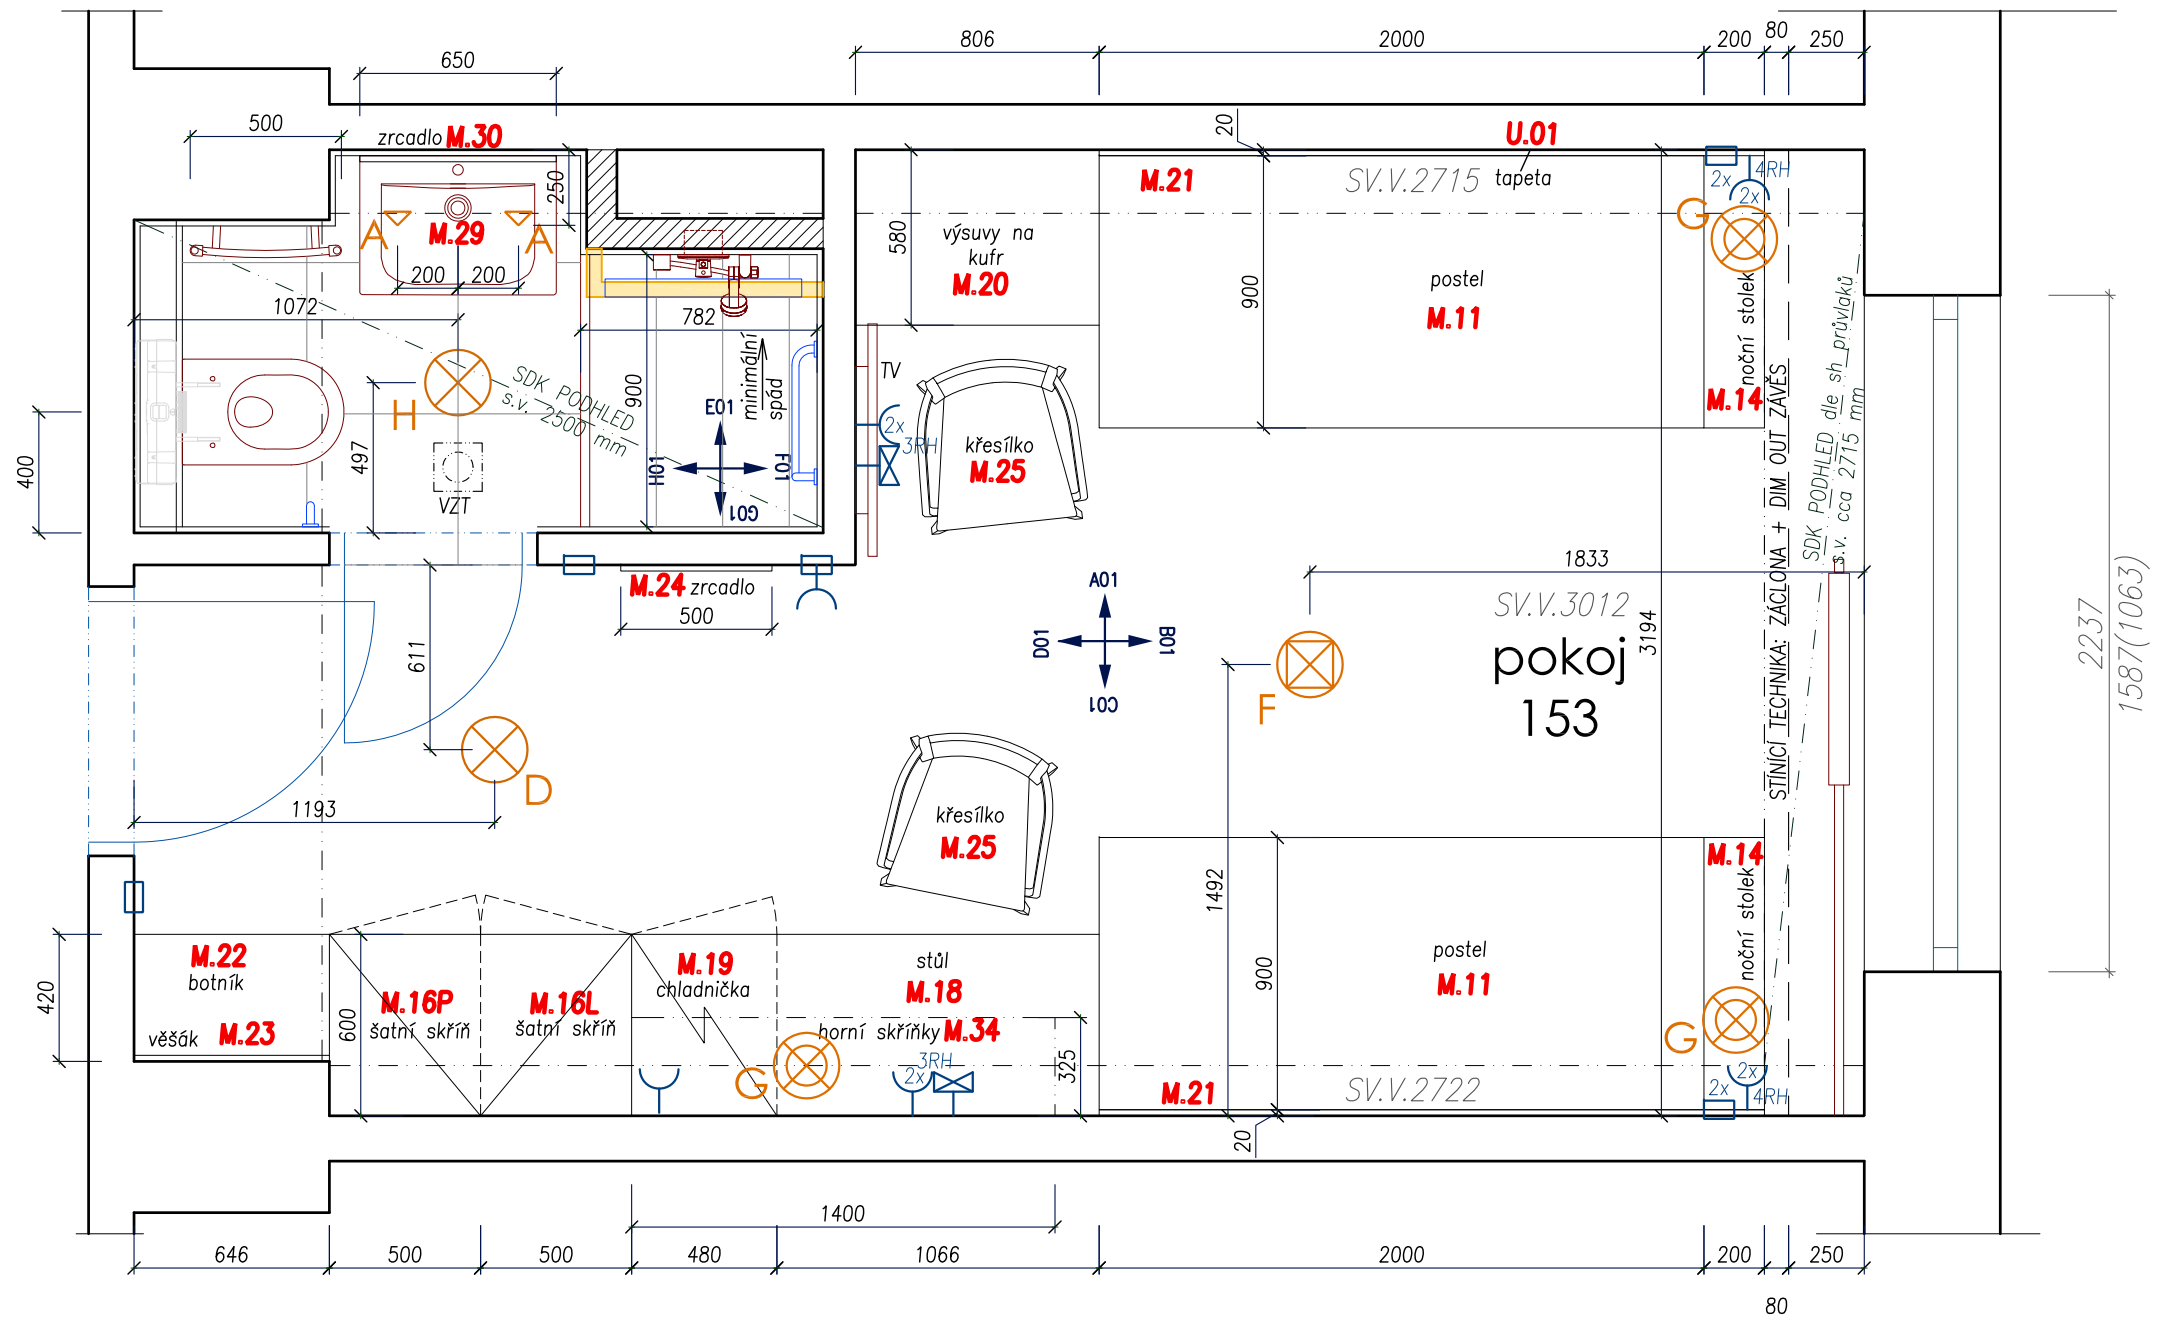 806
2000
200
80
250
650
500
zrcadlo M.30
250
20
U.01
tapeta
M.21
SV.V.2715
4RH
2x
2x
G
A
M.29
A
200
200
1072
580
výsuvy na
kufr
M.20
900
postel
M.11
noční stolek
M.14
782
minimální
spád
900
SDK PODHLED
s.v. 2500 mm
H
497
400
VZT
E01
F01
G01
H01
TV
2x
3RH
křesílko
M.25
STÍNÍCÍ TECHNIKA: ZÁCLONA + DIM OUT ZÁVĚS
SDK PODHLED dle sh průvlaků
s.v. cca 2715 mm
1833
SV.V.3012
3194
pokoj
153
2237
1587(1063)
M.24 zrcadlo
500
611
A01
B01
C01
D01
F
D
1193
křesílko
M.25
1492
900
postel
M.11
M.14
noční stolek
G
2x
2x
4RH
M.22
botník
věšák M.23
420
M.16P
šatní skříň
600
M.16L
šatní skříň
M.19
chladnička
stůl
M.18
horní skříňky M.34
G
3RH
2x
325
M.21
SV.V.2722
20
1400
646
500
500
480
1066
2000
200
250
80